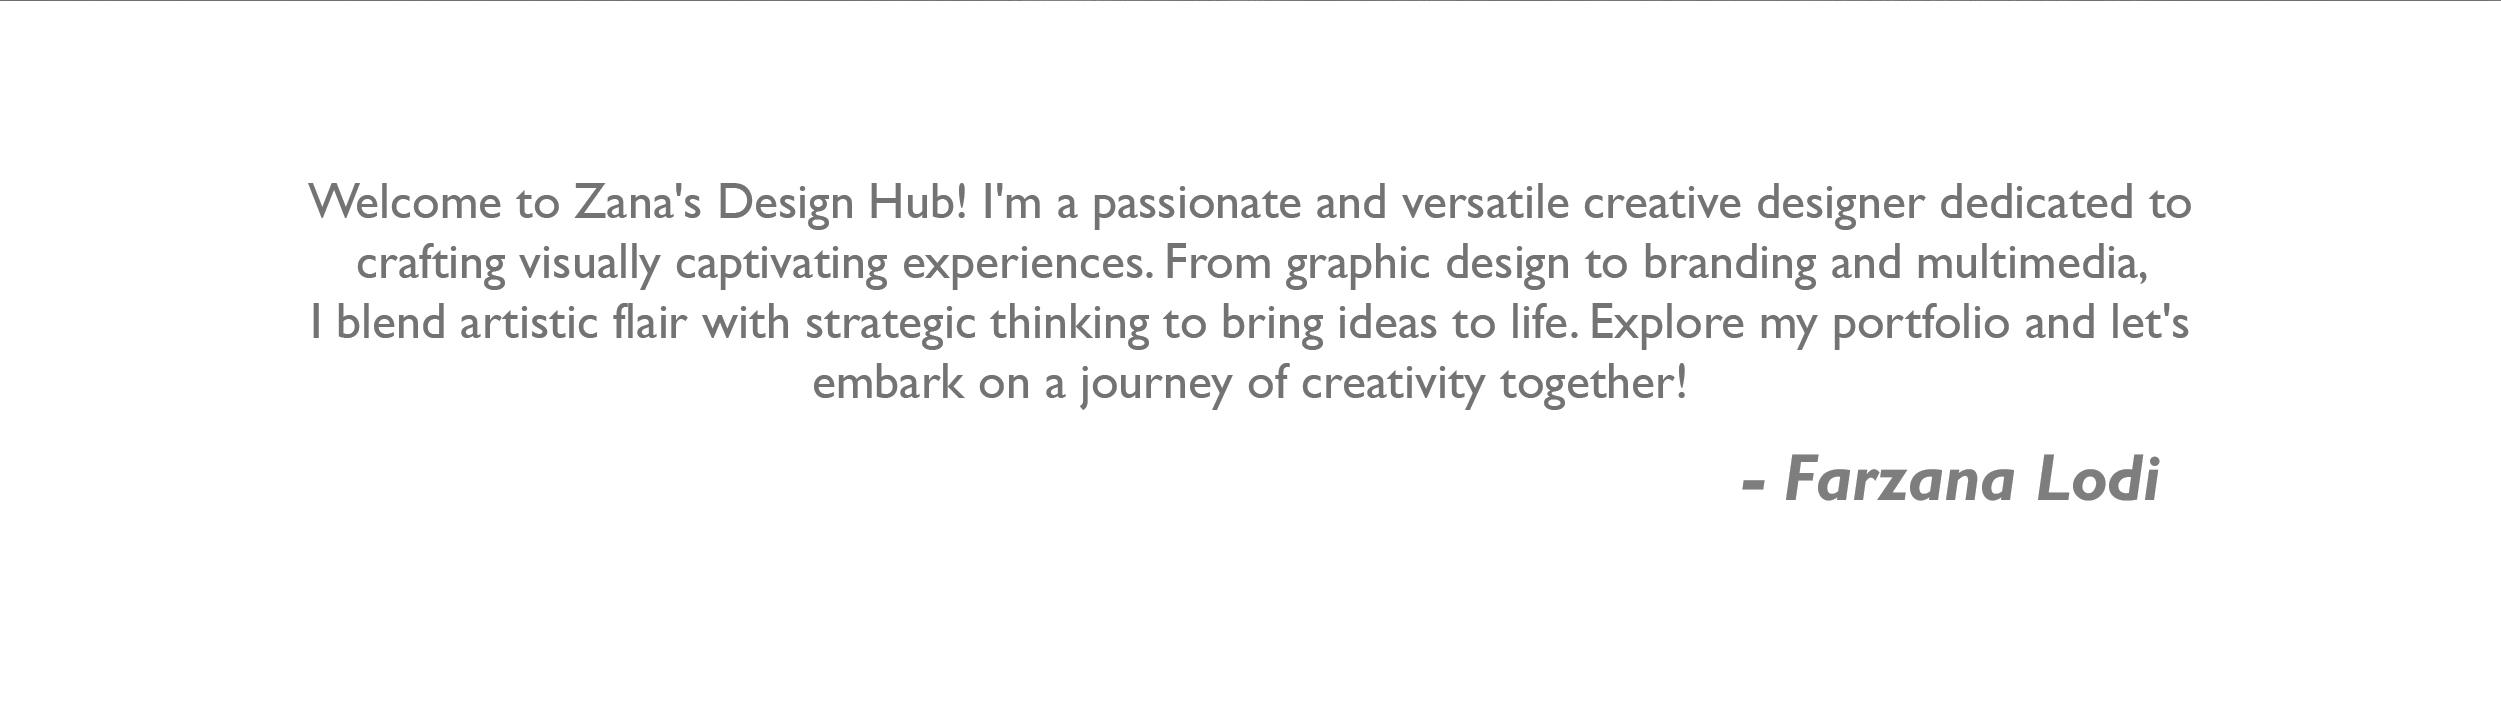 Welcome to Zana's Design Hub! I'm a passionate and versatile creative designer dedicated to
crafting visually captivating experiences. From graphic design to branding and multimedia,
I blend artistic flair with strategic thinking to bring ideas to life. Explore my portfolio and let's
embark on a journey of creativity together!
- Farzana Lodi